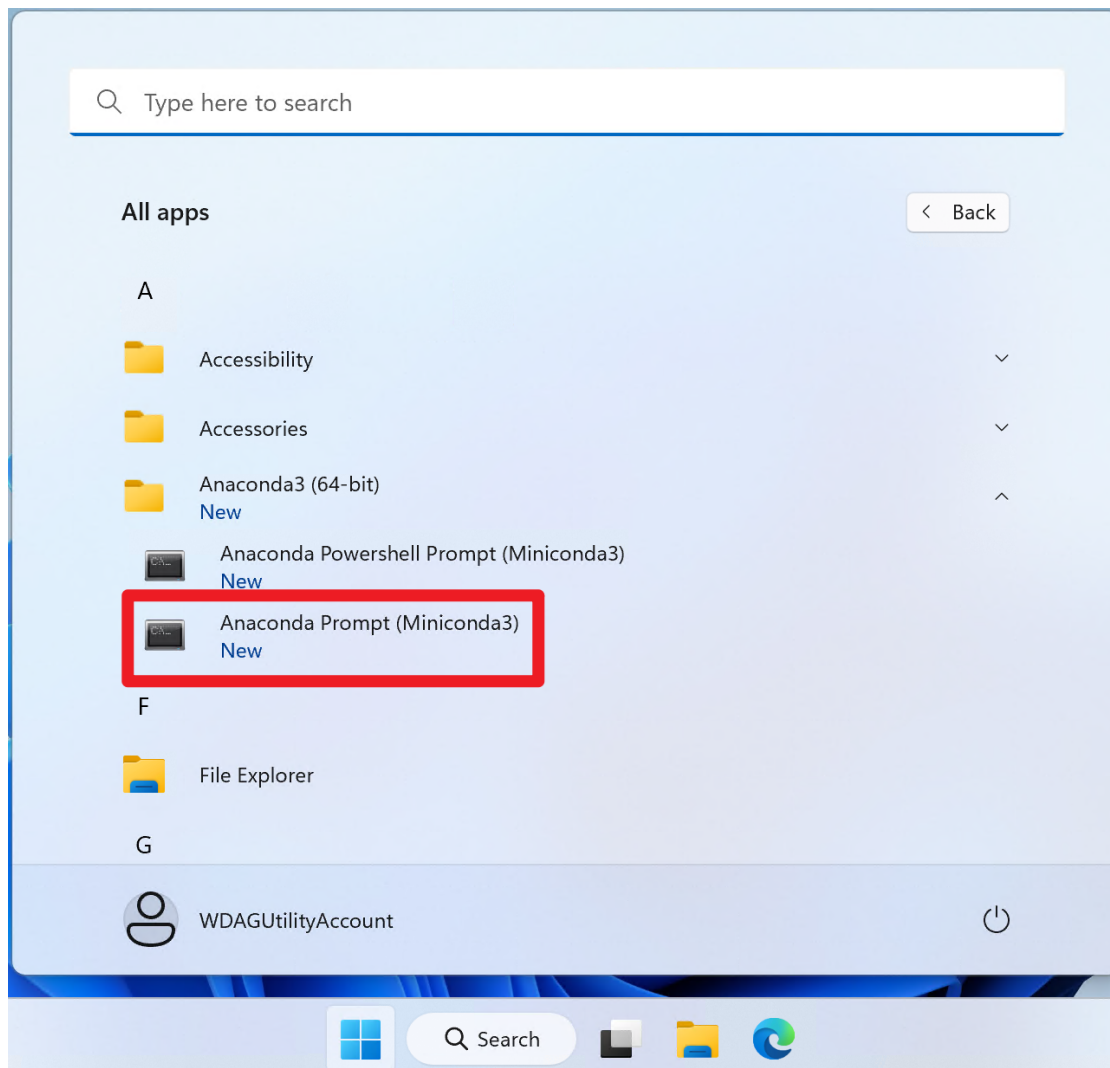 Type here to search
All apps
Back
A
Accessibility
Accessories
Anaconda3 (64-bit)
New
Anaconda Powershell Prompt (Miniconda3)
New
Anaconda Prompt (Miniconda3)
New
F
File Explorer
G
WDAGUtilityAccount
Search